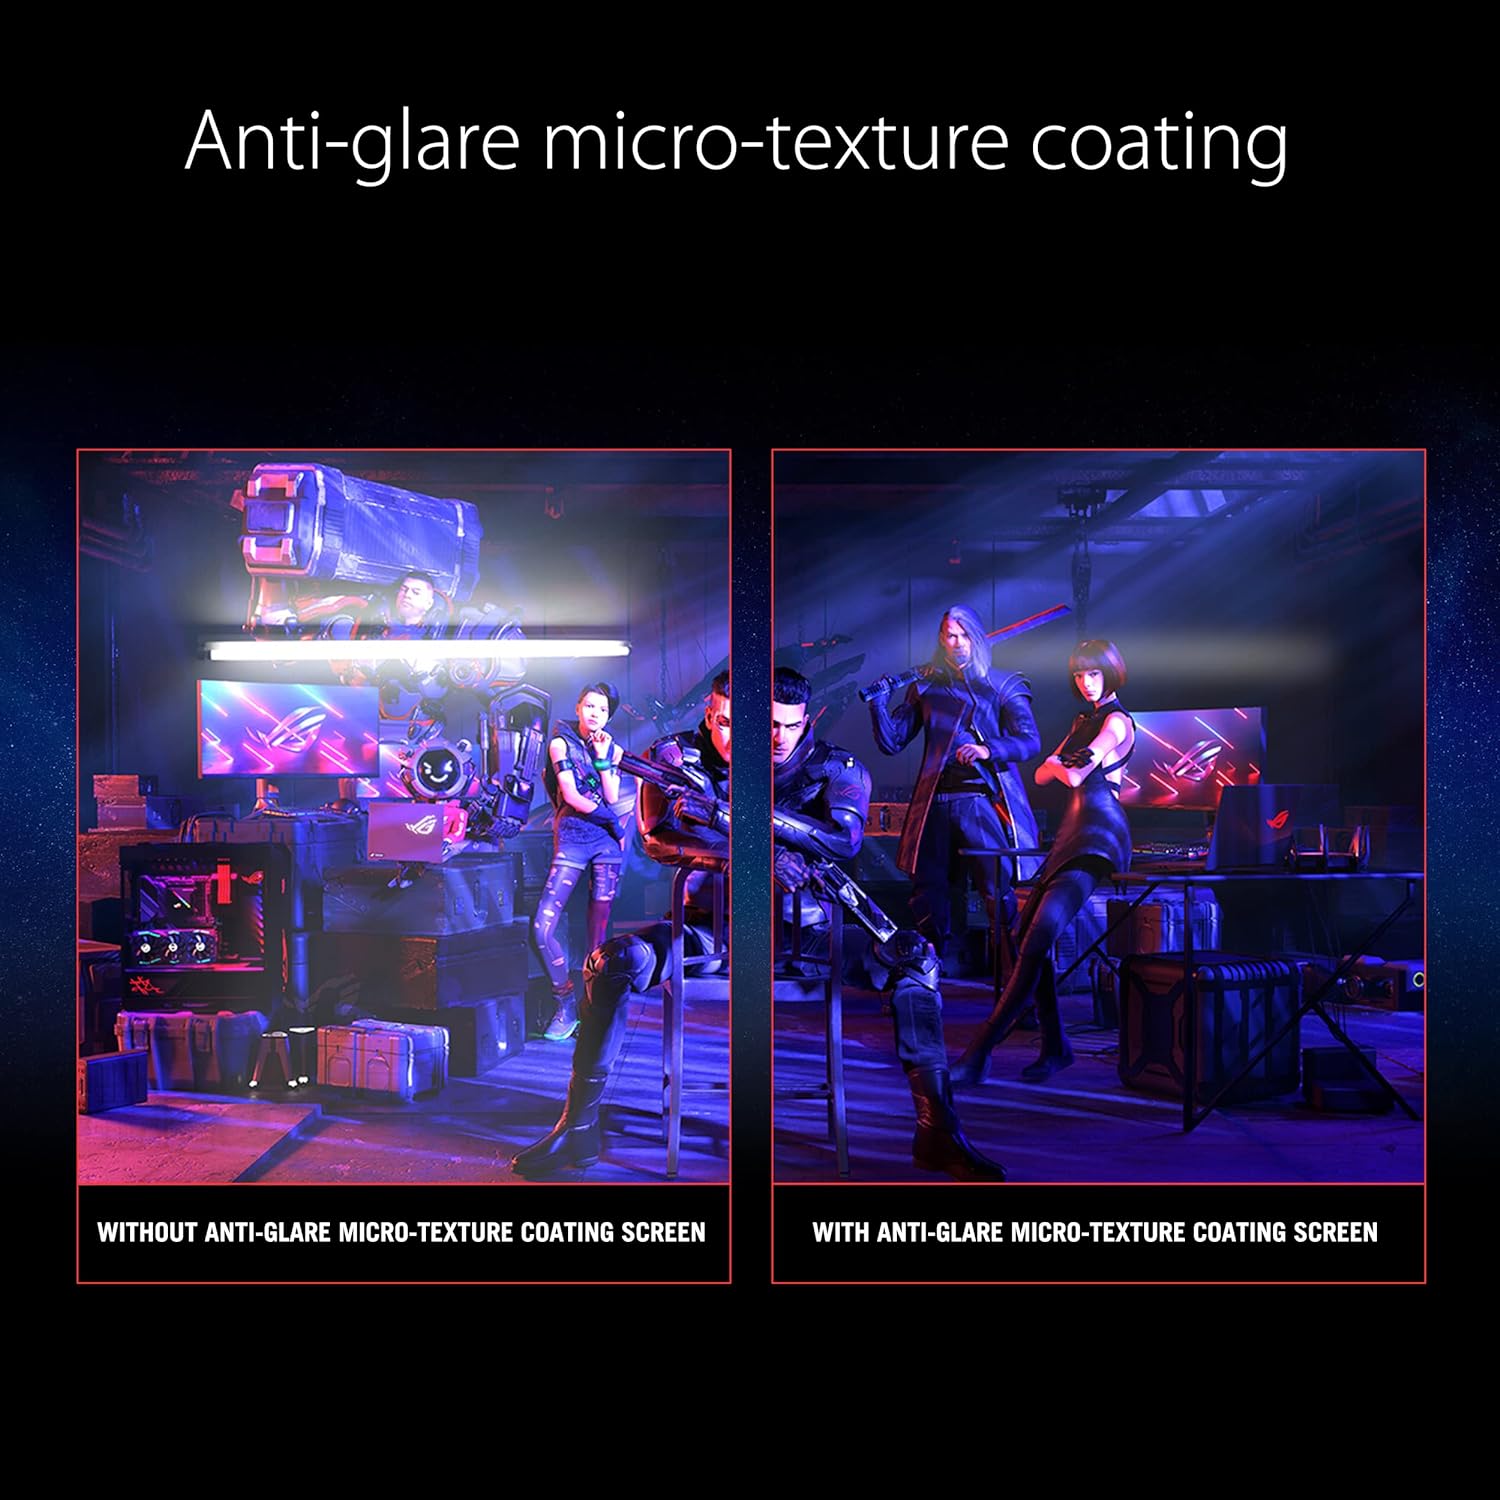 Anti-glare micro-texture coating
WITHOUT ANTI-GLARE MICRO-TEXTURE COATING SCREEN
WITH ANTI-GLARE MICRO-TEXTURE COATING SCREEN